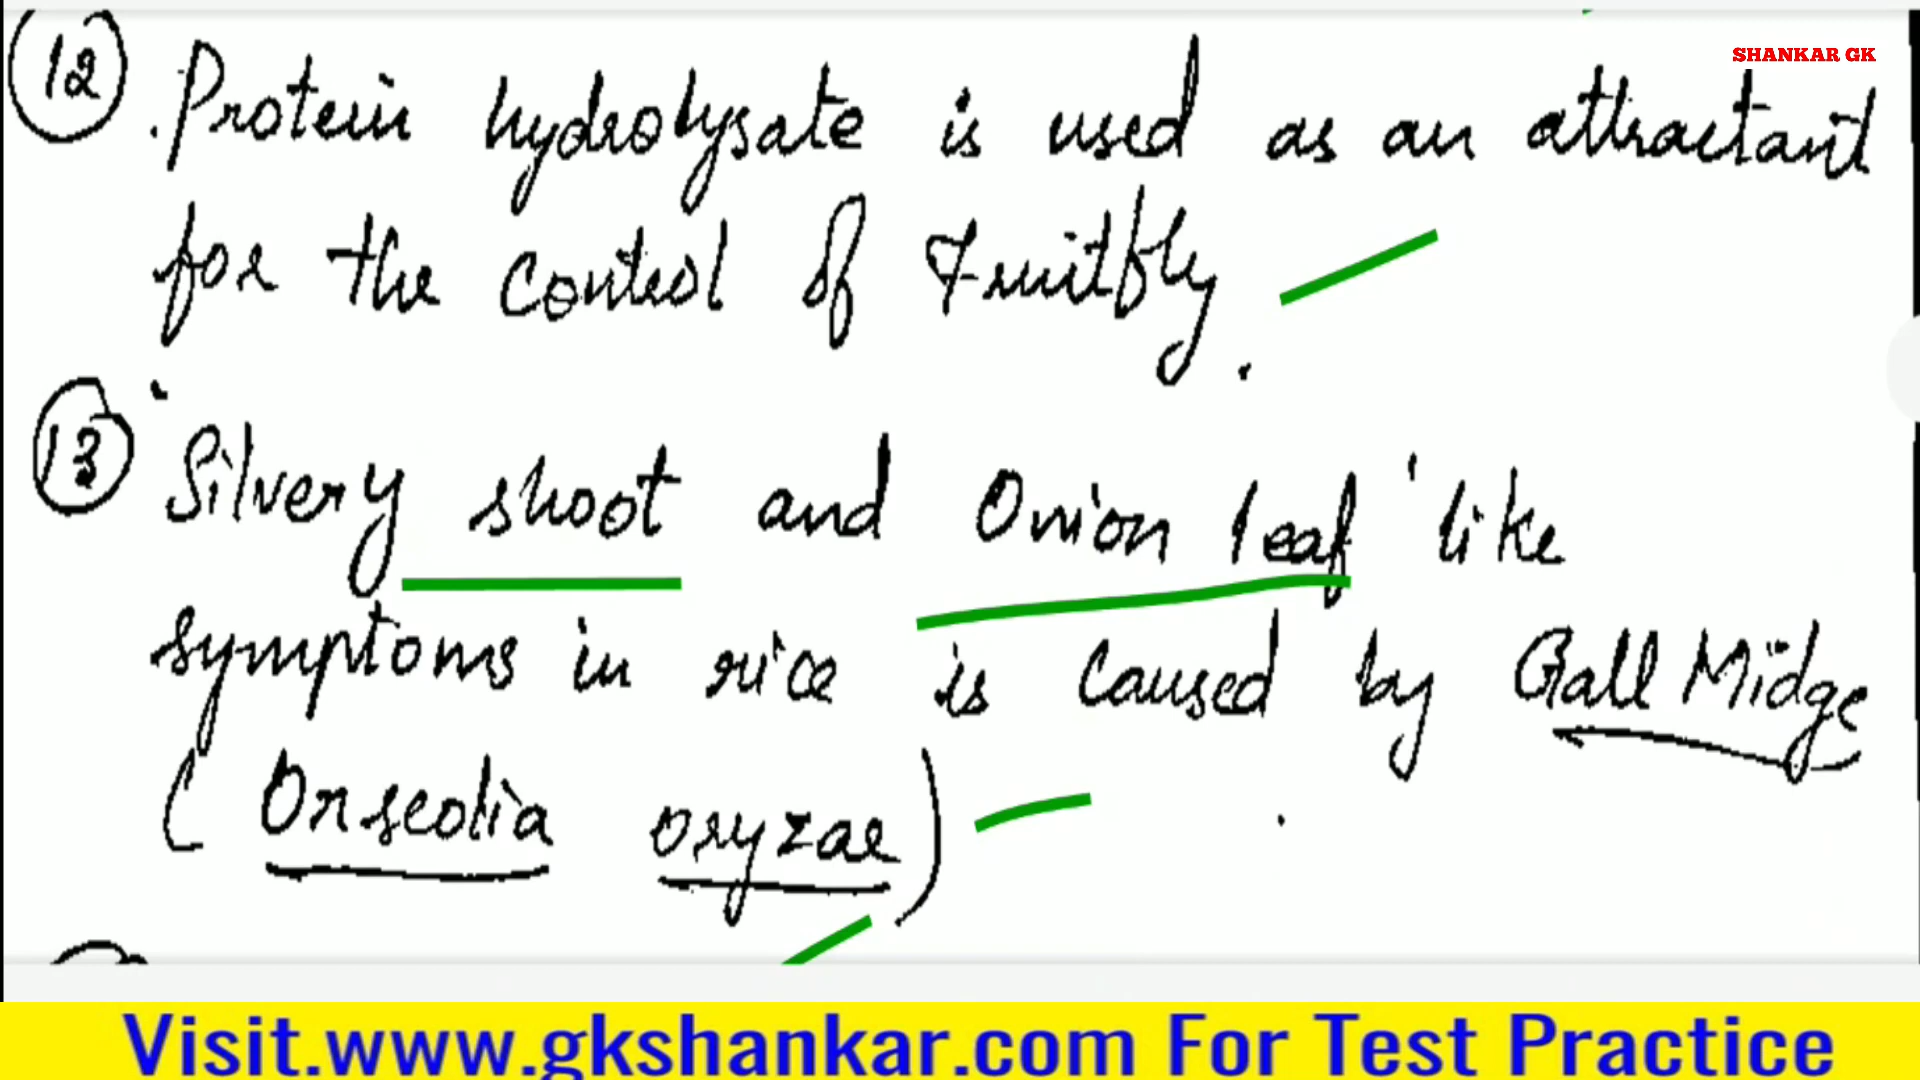 SHANKAR GK
12 . Protein hydrolysate is used as an attractant
for the control of Fruitfly .
13 Silvery shoot and Onion leaf ' like
symptoms in rice is caused by Gall Midge
( Orseolia oryzae )
Visit.www.gkshankar.com For Test Practice